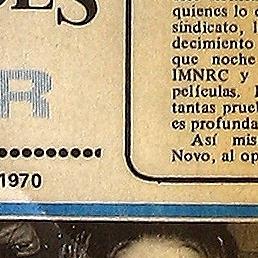 R
1970
quienes lo
sindicato,
decimiento
que noche
IMNRC y
películas.
tantas prue
es profunda
Así mis
Novo, al op